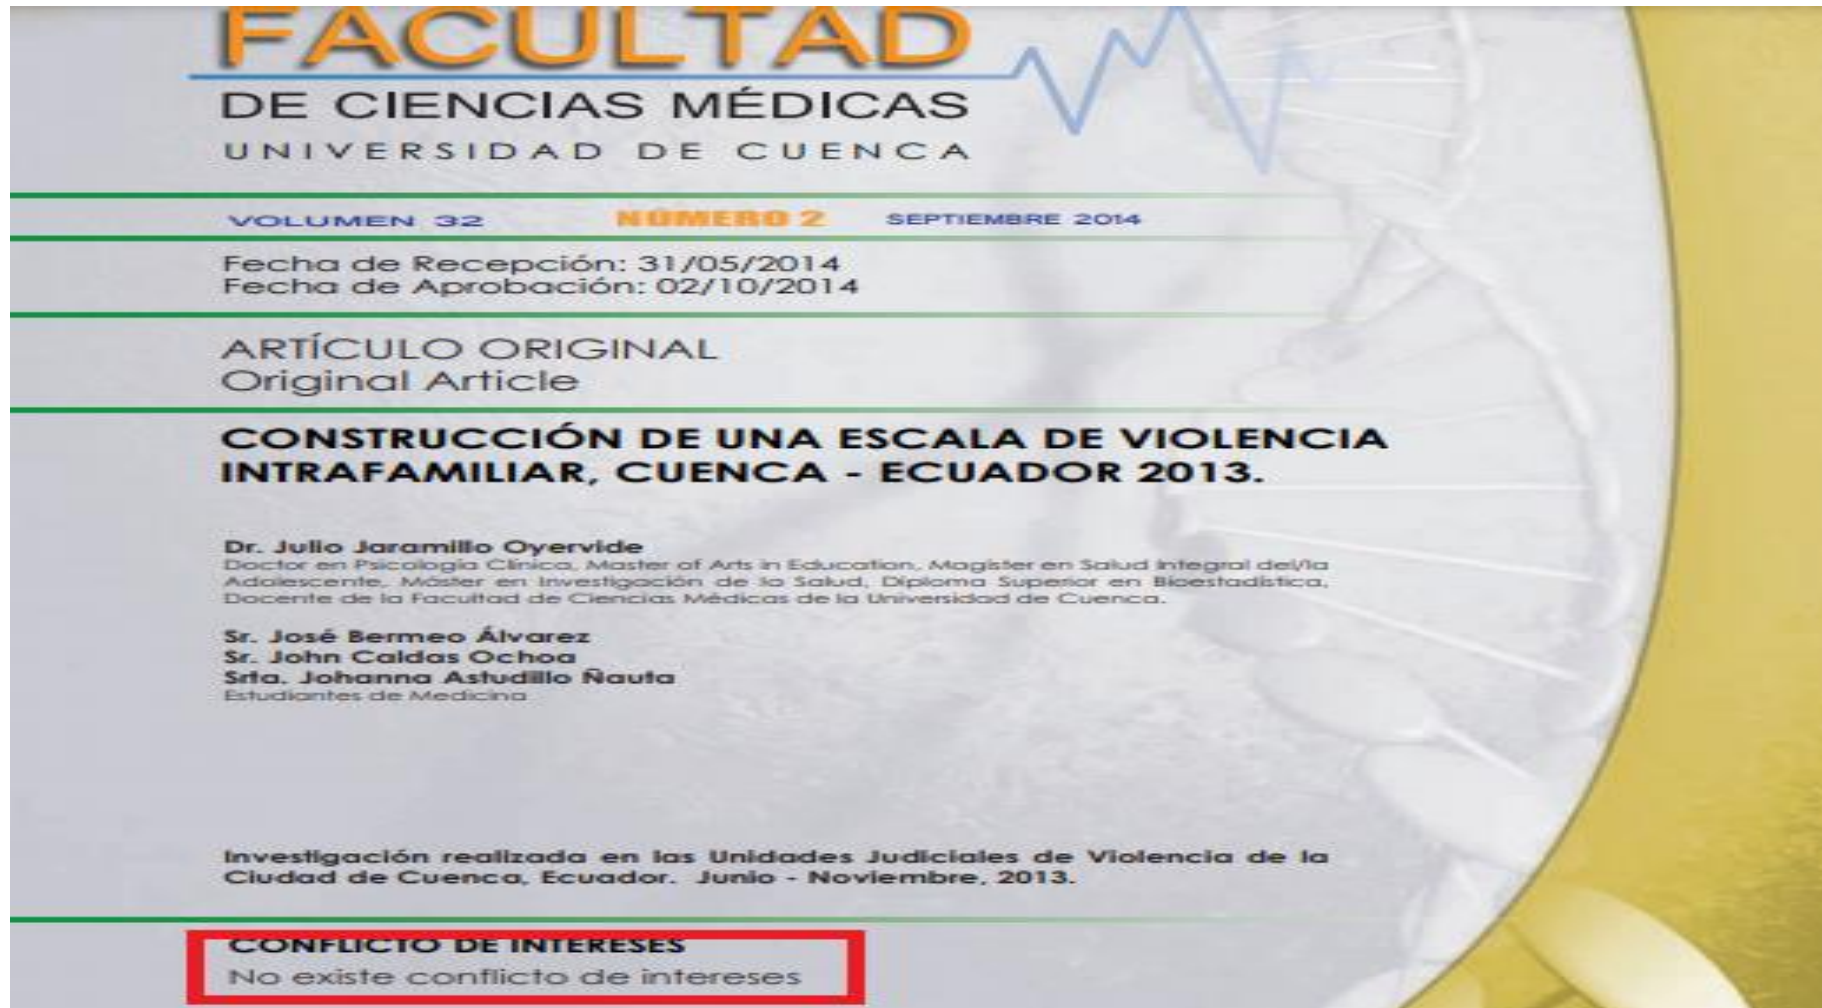 FACULTAD
DE CIENCIAS MÉDICAS
UNIVERSIDAD DE CUENCA
VOLUMEN 32 NÚMERO 2 SEPTIEMBRE 2014
Fecha de Recepción: 31/05/2014
Fecha de Aprobación: 02/10/2014
ARTÍCULO ORIGINAL
Original Article
CONSTRUCCIÓN DE UNA ESCALA DE VIOLENCIA
INTRAFAMILIAR, CUENCA - ECUADOR 2013.
Dr. Julio Jaramillo Oyervide
Doctor en Psicología Clínica, Master of Arts in Education, Magíster en Salud Integral del/la
Adolescente, Máster en Investigación de la Salud, Diploma Superior en Bioestadística,
Docente de la Facultad de Ciencias Médicas de la Universidad de Cuenca.
Sr. José Bermeo Álvarez
Sr. John Caldas Ochoa
Srta. Johanna Astudillo Ñauta
Estudiantes de Medicina
Investigación realizada en las Unidades Judiciales de Violencia de la
Ciudad de Cuenca, Ecuador. Junio - Noviembre, 2013.
CONFLICTO DE INTERESES
No existe conflicto de intereses